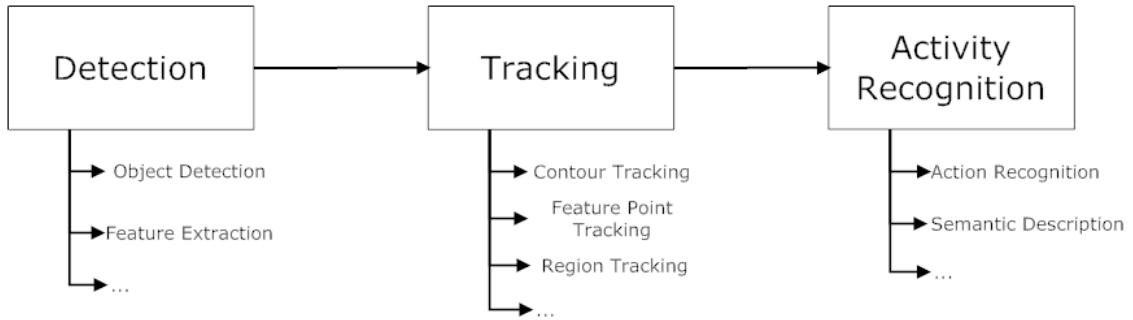 Detection
Object Detection
Feature Extraction
...
Tracking
Contour Tracking
Feature Point
Tracking
Region Tracking
...
Activity
Recognition
Action Recognition
Semantic Description
...